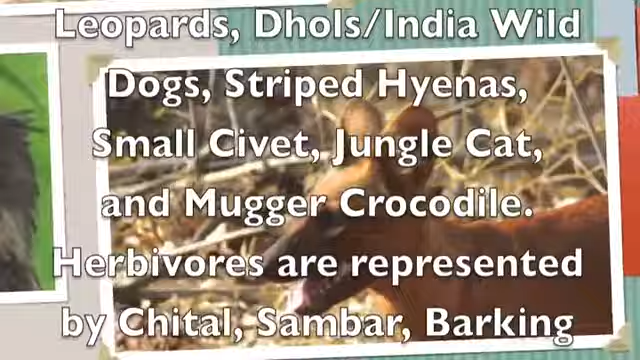 Leopards, Dhols/India Wild
Dogs, Striped Hyenas,
Small Civet, Jungle Cat,
and Mugger Crocodile.
Herbivores are represented
by Chital, Sambar, Barking